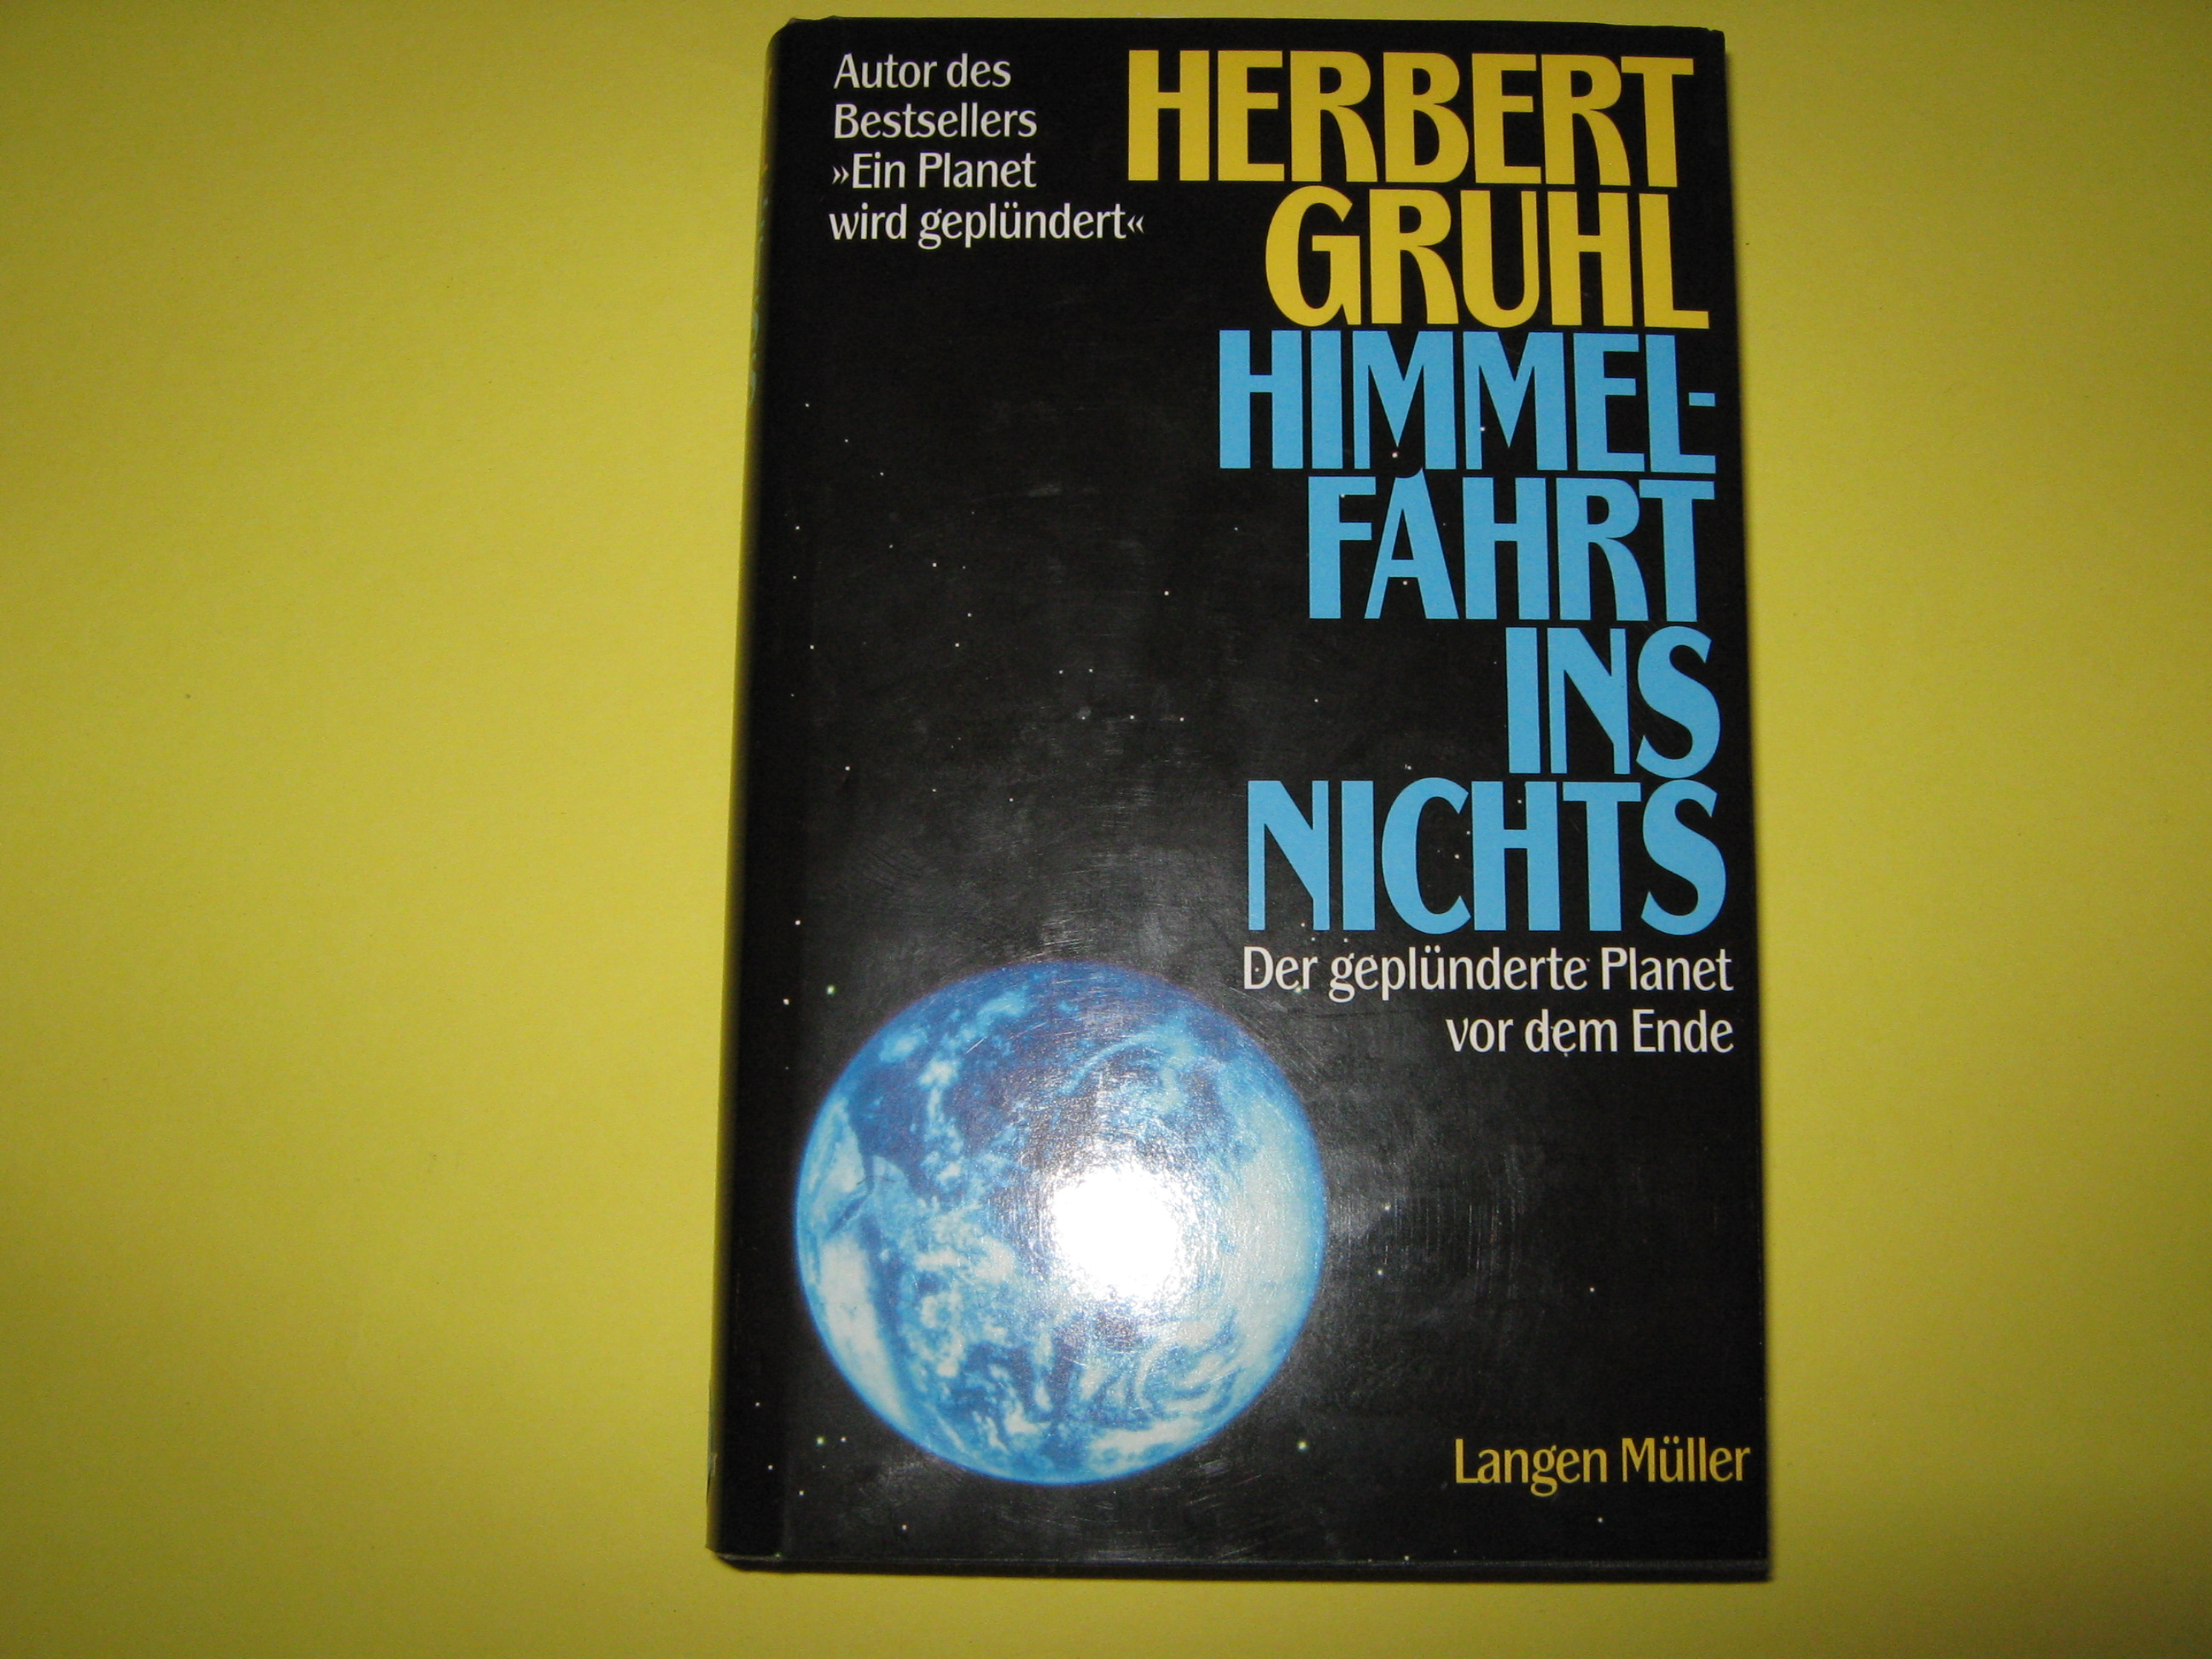 Autor des
Bestsellers
»Ein Planet
wird geplündert«
HERBERT
GRUHL
HIMMEL-
FAHRT
INS
NICHTS
Der geplünderte Planet
vor dem Ende
Langen Müller